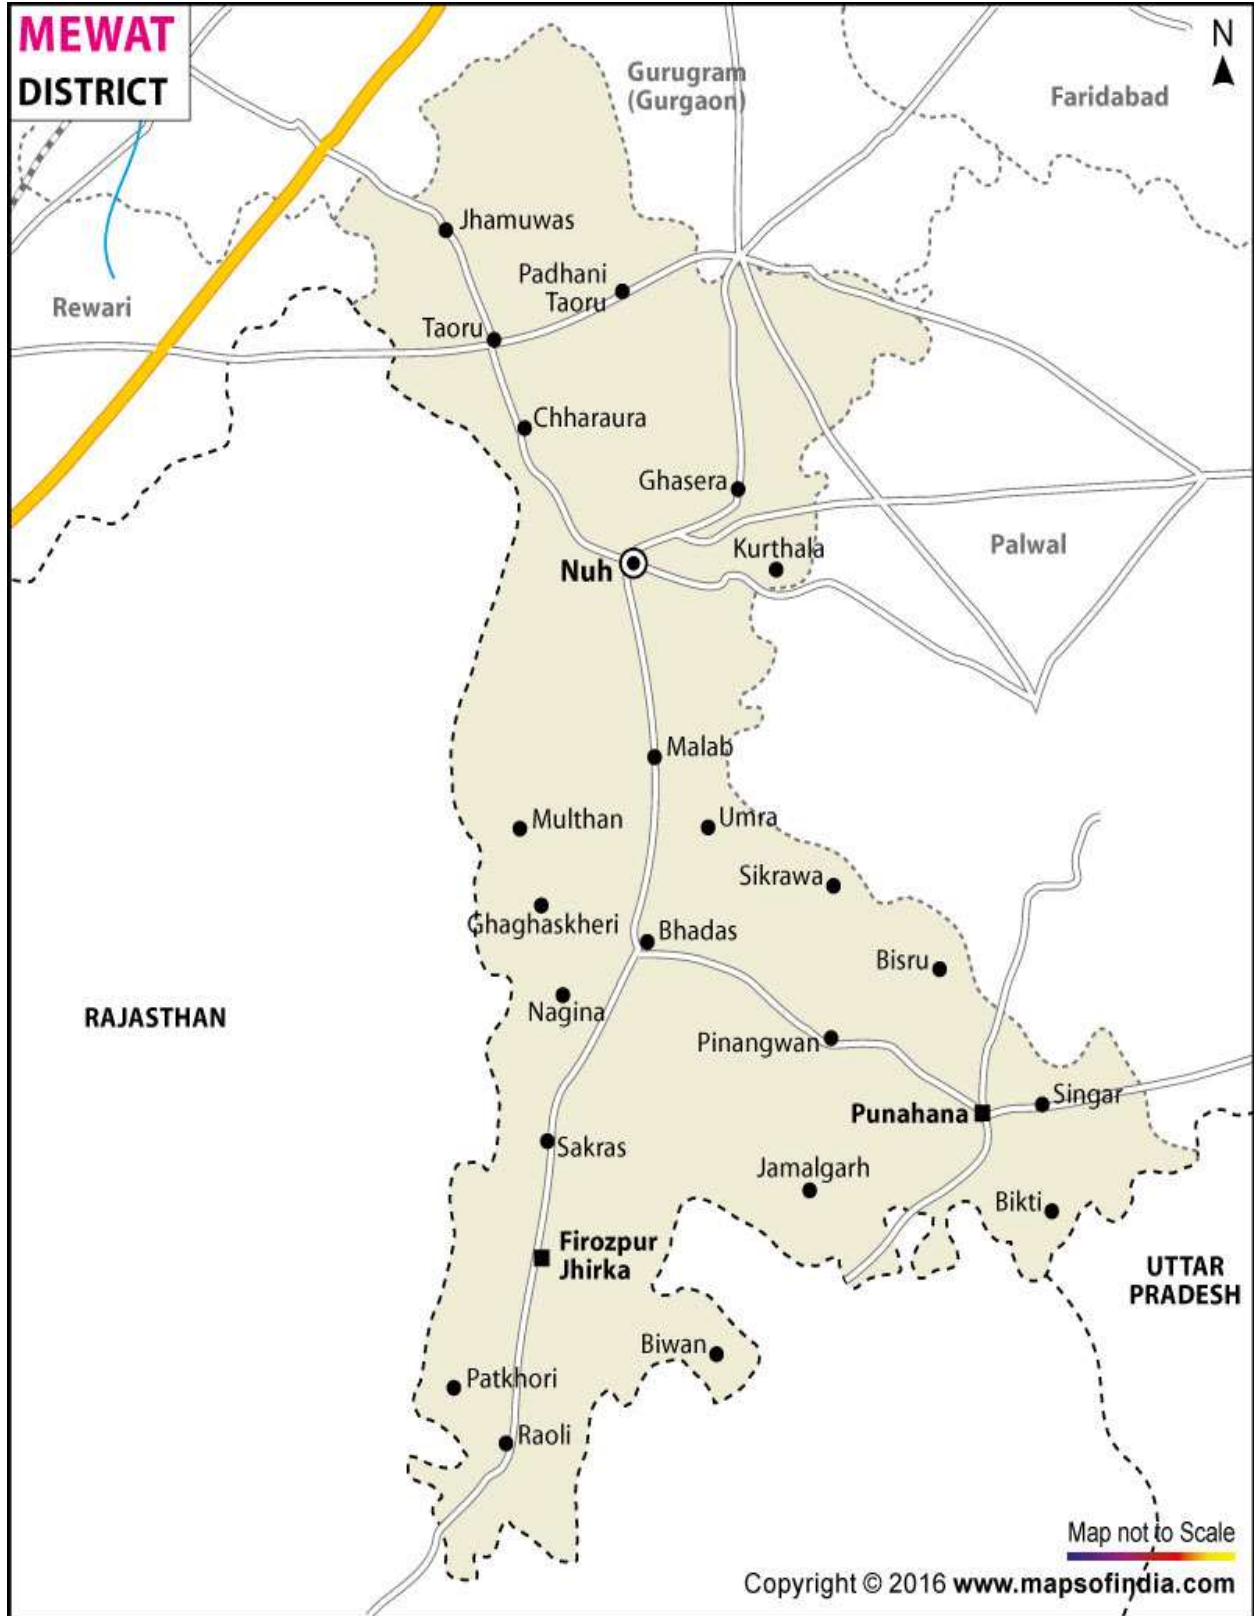 MEWAT
DISTRICT
N
Gurugram
(Gurgaon)
Faridabad
Jhamuwas
Padhani
Taoru
Rewari
Taoru
Chharaura
Ghasera
Kurthala
Palwal
Nuh
Malab
Multhan
Umra
Sikrawa
Ghaghaskheri
Bhadas
Bisru
Nagina
RAJASTHAN
Pinangwan
Singar
Punahana
Sakras
Jamalgarh
Bikti
Firozpur
Jhirka
UTTAR
PRADESH
Biwan
Patkhori
Raoli
Map not to Scale
Copyright © 2016 www.mapsofindia.com